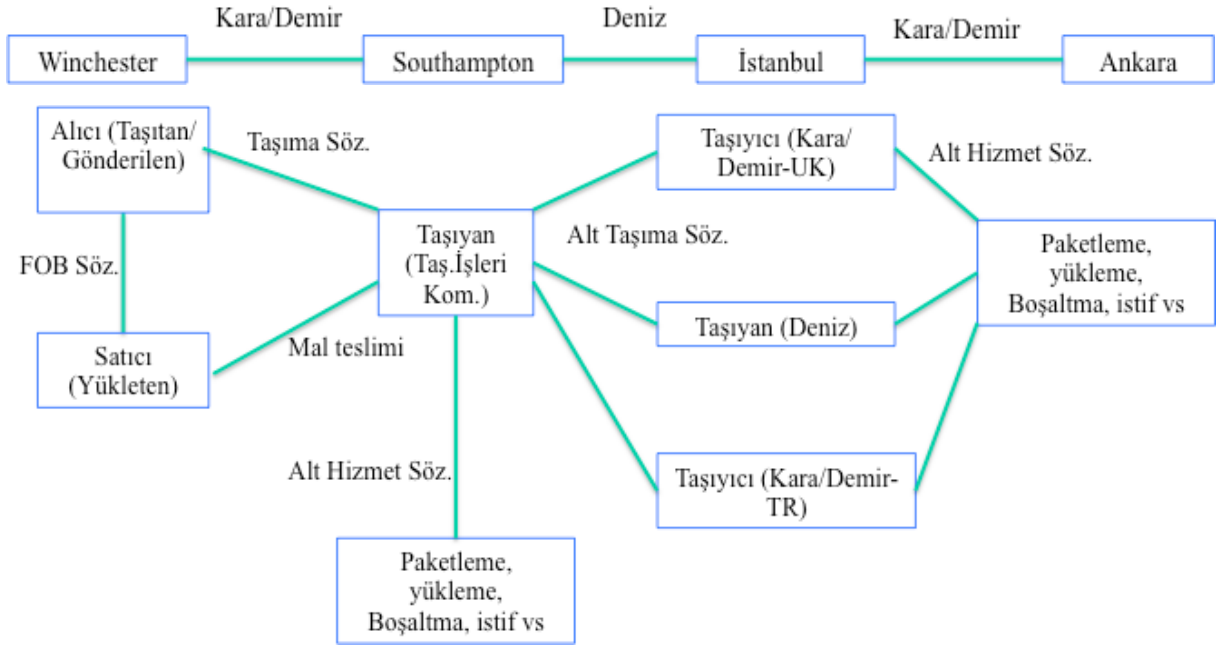 Kara/Demir
Deniz
Kara/Demir
Winchester
Southampton
İstanbul
Ankara
Alıcı (Taşıtan/
Gönderilen)
Taşıma Söz.
Taşıyıcı (Kara/
Demir-UK)
Alt Hizmet Söz.
FOB Söz.
Taşıyan
(Taş.İşleri
Kom.)
Alt Taşıma Söz.
Paketleme,
yükleme,
Boşaltma, istif vs
Satıcı
(Yükleten)
Mal teslimi
Taşıyan (Deniz)
Alt Hizmet Söz.
Taşıyıcı (Kara/Demir-
TR)
Paketleme,
yükleme,
Boşaltma, istif vs